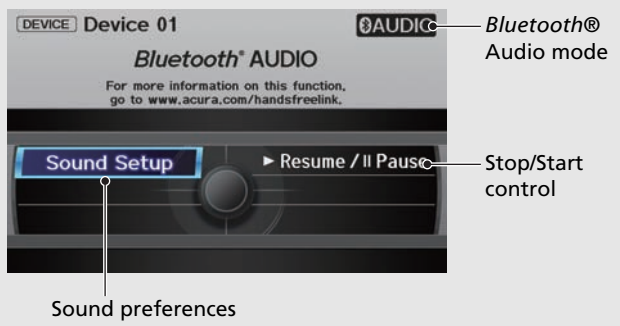 DEVICE Device 01
AUDIO
Bluetooth®
Audio mode
Bluetooth® AUDIO
For more information on this function,
go to www.acura.com/handsfreelink.
Sound Setup
► Resume / II Pause
Stop/Start
control
Sound preferences